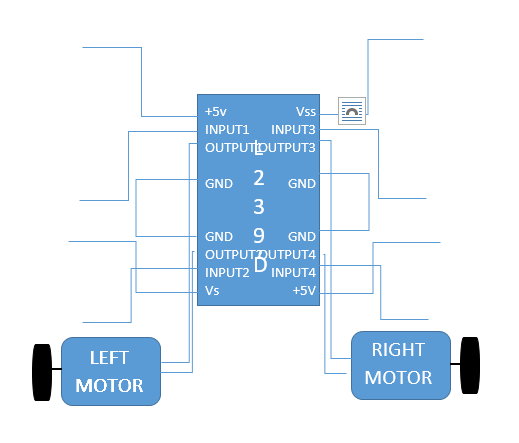 +5v Vss
INPUT1 INPUT3
OUTPUT1 OUTPUT3
L
2
GND GND
3
9
GND GND
OUTPUT2 OUTPUT4
D
INPUT2 INPUT4
Vs +5V
LEFT
MOTOR
RIGHT
MOTOR